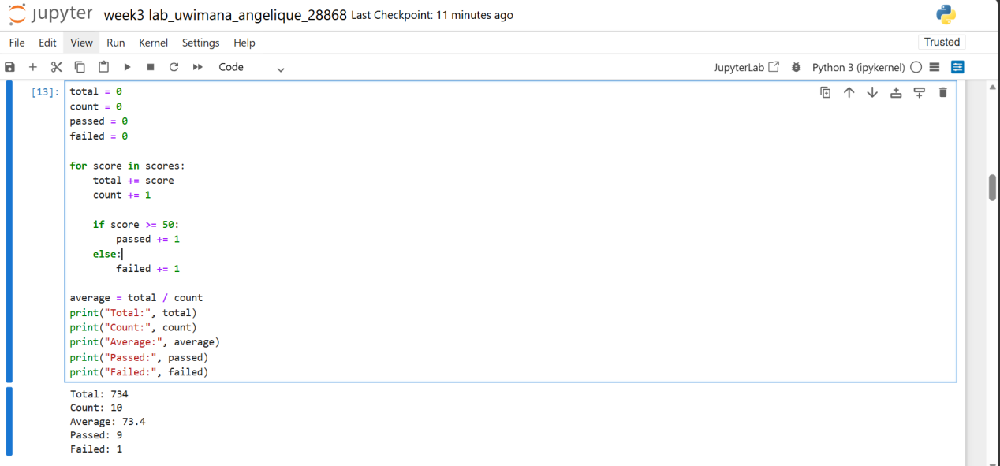 jupyter week3 lab_uwimana_angelique_28868 Last Checkpoint: 11 minutes ago
File Edit View Run Kernel Settings Help Trusted
Code JupyterLab Python 3 (ipykernel)
[13]: total = 0
count = 0
passed = 0
failed = 0
for score in scores:
    total += score
    count += 1
    if score >= 50:
        passed += 1
    else:
        failed += 1
average = total / count
print("Total:", total)
print("Count:", count)
print("Average:", average)
print("Passed:", passed)
print("Failed:", failed)
Total: 734
Count: 10
Average: 73.4
Passed: 9
Failed: 1